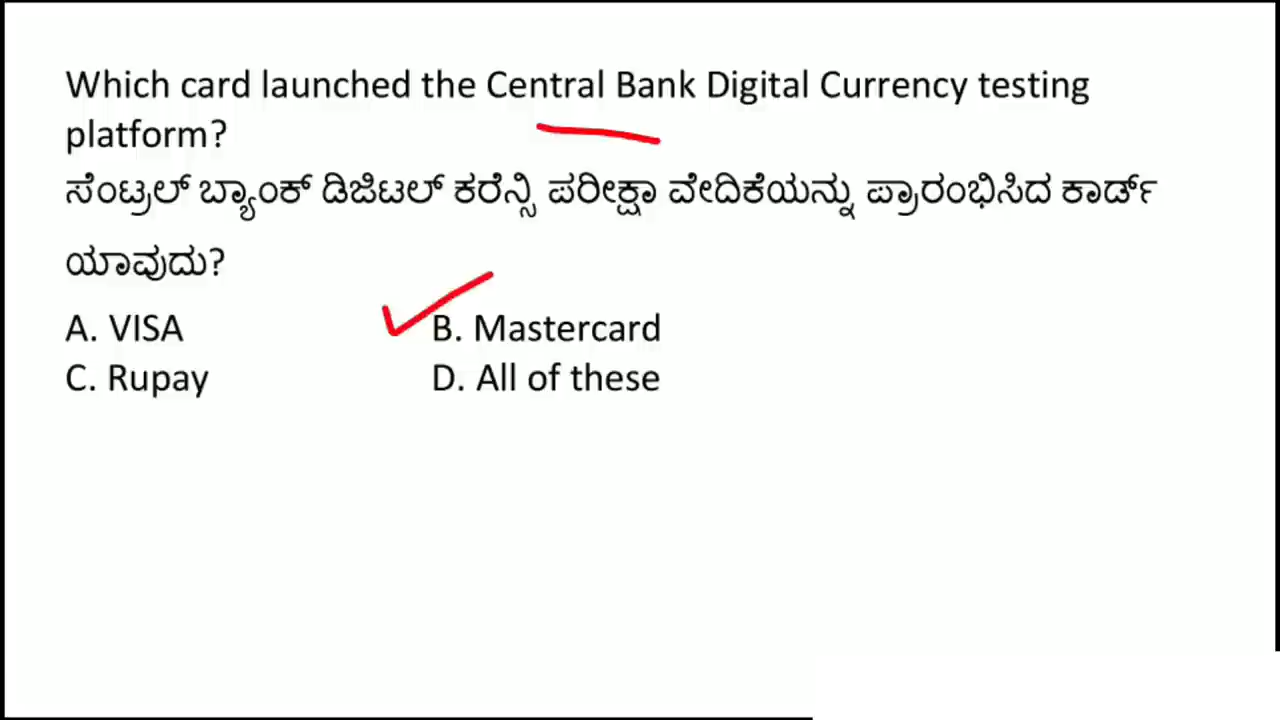 Which card launched the Central Bank Digital Currency testing
platform?
ಸೆಂಟ್ರಲ್ ಬ್ಯಾಂಕ್ ಡಿಜಿಟಲ್ ಕರೆನ್ಸಿ ಪರೀಕ್ಷಾ ವೇದಿಕೆಯನ್ನು ಪ್ರಾರಂಭಿಸಿದ ಕಾರ್ಡ್
ಯಾವುದು?
A. VISA B. Mastercard
C. Rupay D. All of these